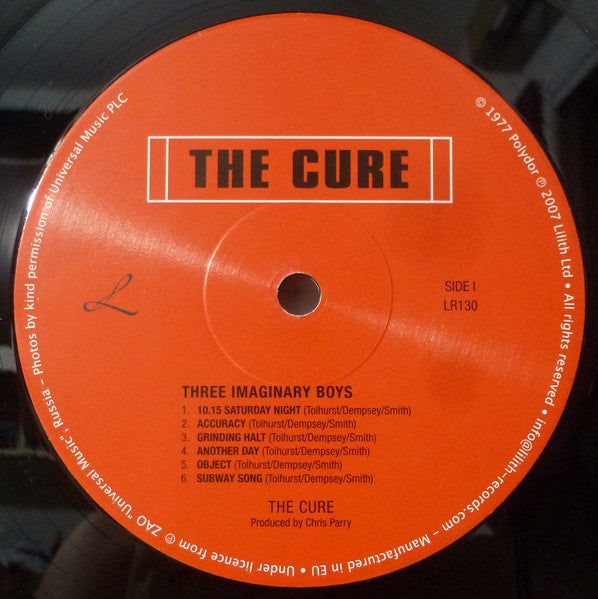 THE CURE
SIDE I
LR130
L
THREE IMAGINARY BOYS
1. 10.15 SATURDAY NIGHT (Tolhurst/Dempsey/Smith)
2. ACCURACY (Tolhurst/Dempsey/Smith)
3. GRINDING HALT (Tolhurst/Dempsey/Smith)
4. ANOTHER DAY (Tolhurst/Dempsey/Smith)
5. OBJECT (Tolhurst/Dempsey/Smith)
6. SUBWAY SONG (Tolhurst/Dempsey/Smith)
THE CURE
Produced by Chris Parry
© 1977 Polydor ℗ 2007 Lilith Ltd • All rights reserved • info@lilith-records.com - Manufactured in EU • Under licence from ℗ ZAO "Universal Music", Russia - Photos by kind permission of Universal Music PLC